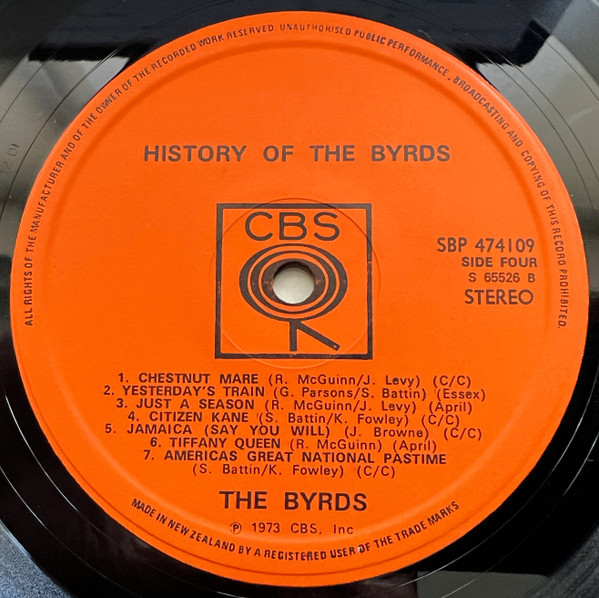 ALL RIGHTS OF THE MANUFACTURER AND OF THE OWNER OF THE RECORDED WORK RESERVED. UNAUTHORISED PUBLIC PERFORMANCE, BROADCASTING AND COPYING OF THIS RECORD PROHIBITED.
HISTORY OF THE BYRDS
CBS
SBP 474109
SIDE FOUR
S 65526 B
STEREO
1. CHESTNUT MARE (R. McGuinn/J. Levy) (C/C)
2. YESTERDAY'S TRAIN (G. Parsons/S. Battin) (Essex)
3. JUST A SEASON (R. McGuinn/J. Levy) (April)
4. CITIZEN KANE (S. Battin/K. Fowley) (C/C)
5. JAMAICA (SAY YOU WILL) (J. Browne) (C/C)
6. TIFFANY QUEEN (R. McGuinn) (April)
7. AMERICAS GREAT NATIONAL PASTIME
(S. Battin/K. Fowley) (C/C)
THE BYRDS
℗ 1973 CBS, Inc
MADE IN NEW ZEALAND BY A REGISTERED USER OF THE TRADE MARKS